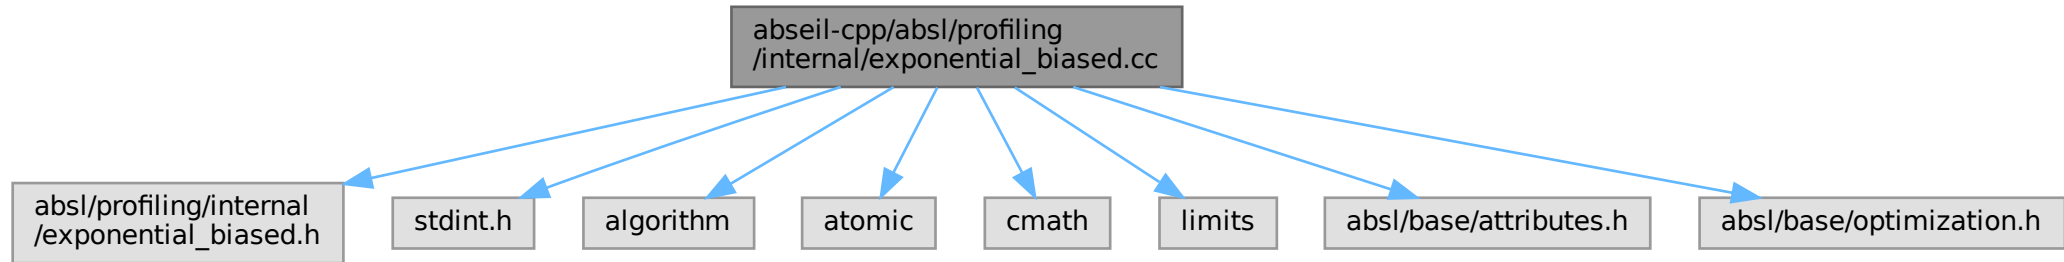 abseil-cpp/absl/profiling
/internal/exponential_biased.cc
absl/profiling/internal
/exponential_biased.h
stdint.h
algorithm
atomic
cmath
limits
absl/base/attributes.h
absl/base/optimization.h